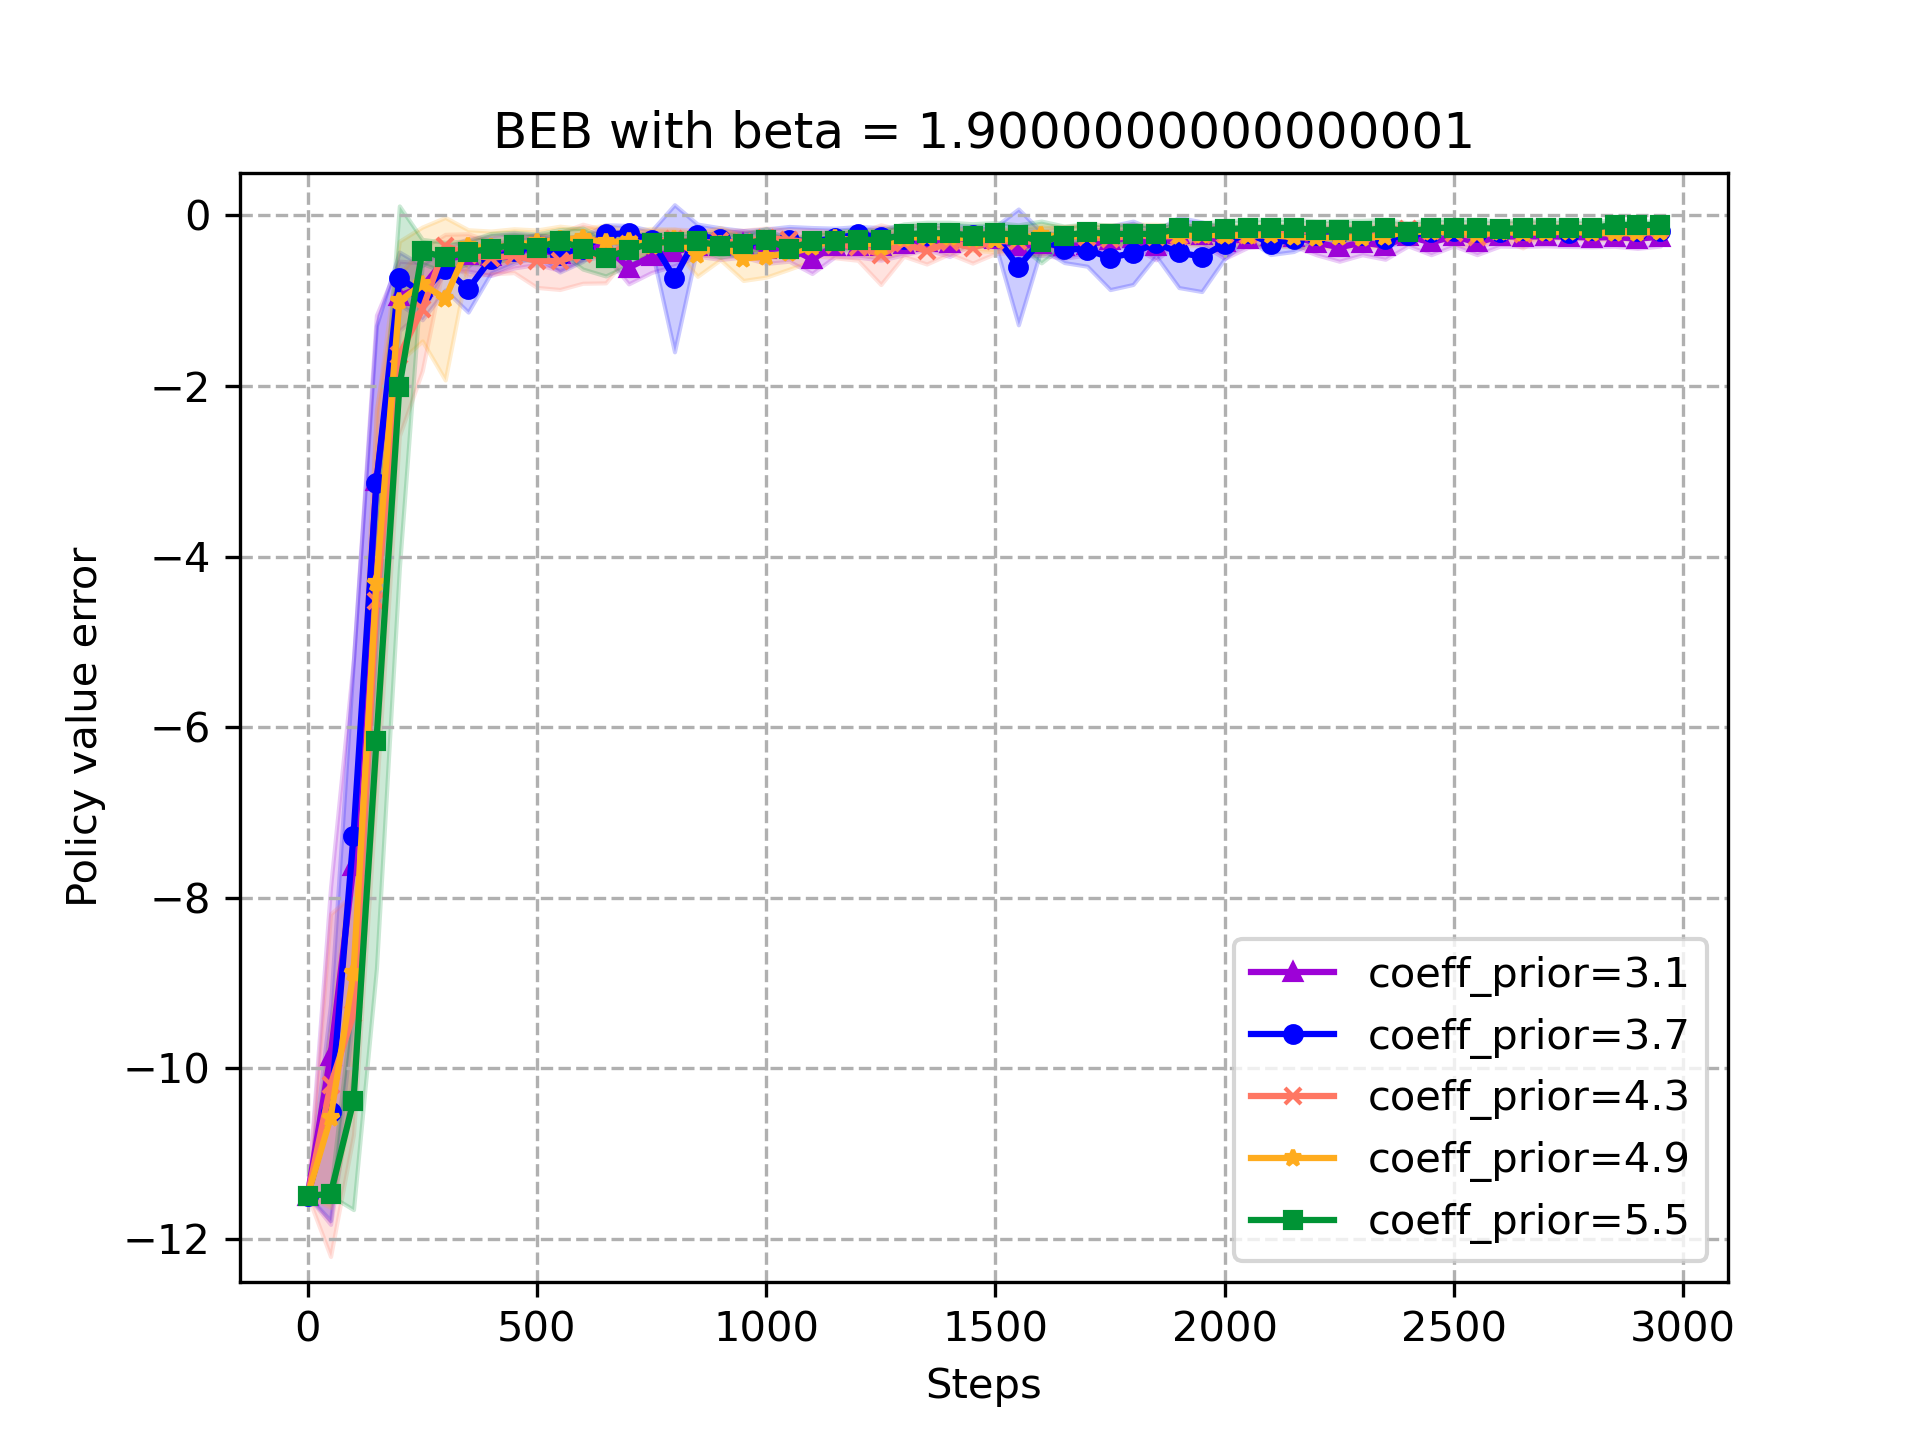 BEB with beta = 1.9000000000000001
Policy value error
0
−2
−4
−6
−8
−10
−12
0
500
1000
1500
2000
2500
3000
Steps
coeff_prior=3.1
coeff_prior=3.7
coeff_prior=4.3
coeff_prior=4.9
coeff_prior=5.5